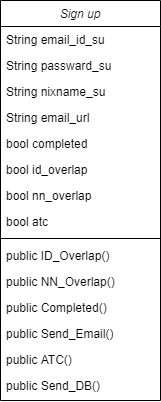 Sign up
String email_id_su
String passward_su
String nixname_su
String email_url
bool completed
bool id_overlap
bool nn_overlap
bool atc
public ID_Overlap()
public NN_Overlap()
public Completed()
public Send_Email()
public ATC()
public Send_DB()